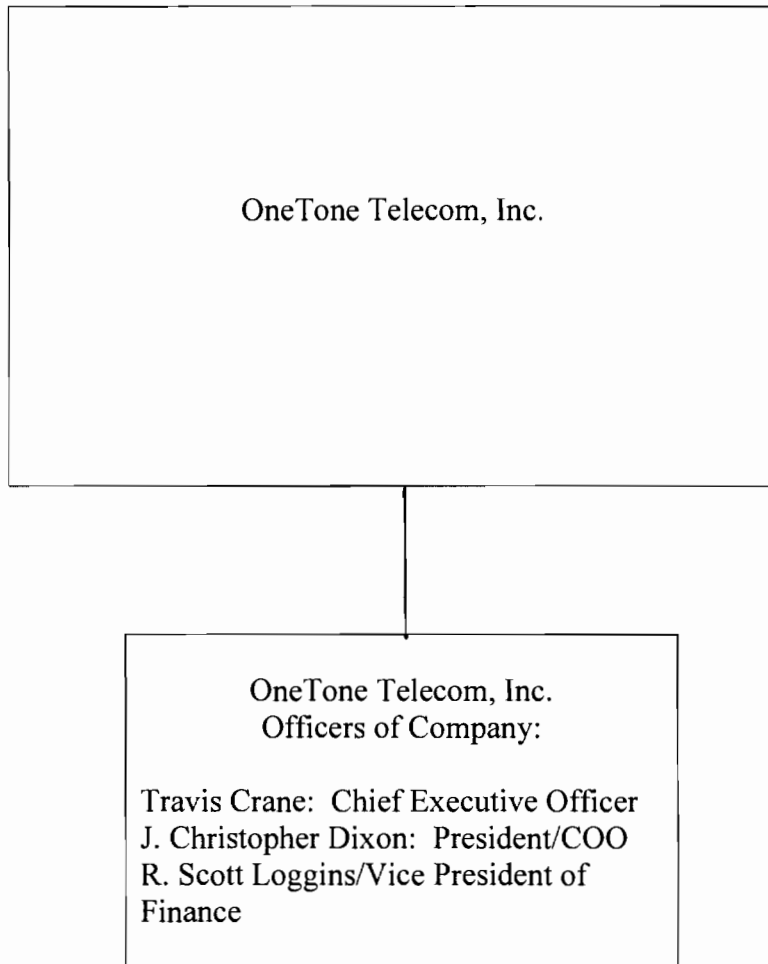 OneTone Telecom, Inc.
OneTone Telecom, Inc.
Officers of Company:
Travis Crane: Chief Executive Officer
J. Christopher Dixon: President/COO
R. Scott Loggins/Vice President of
Finance